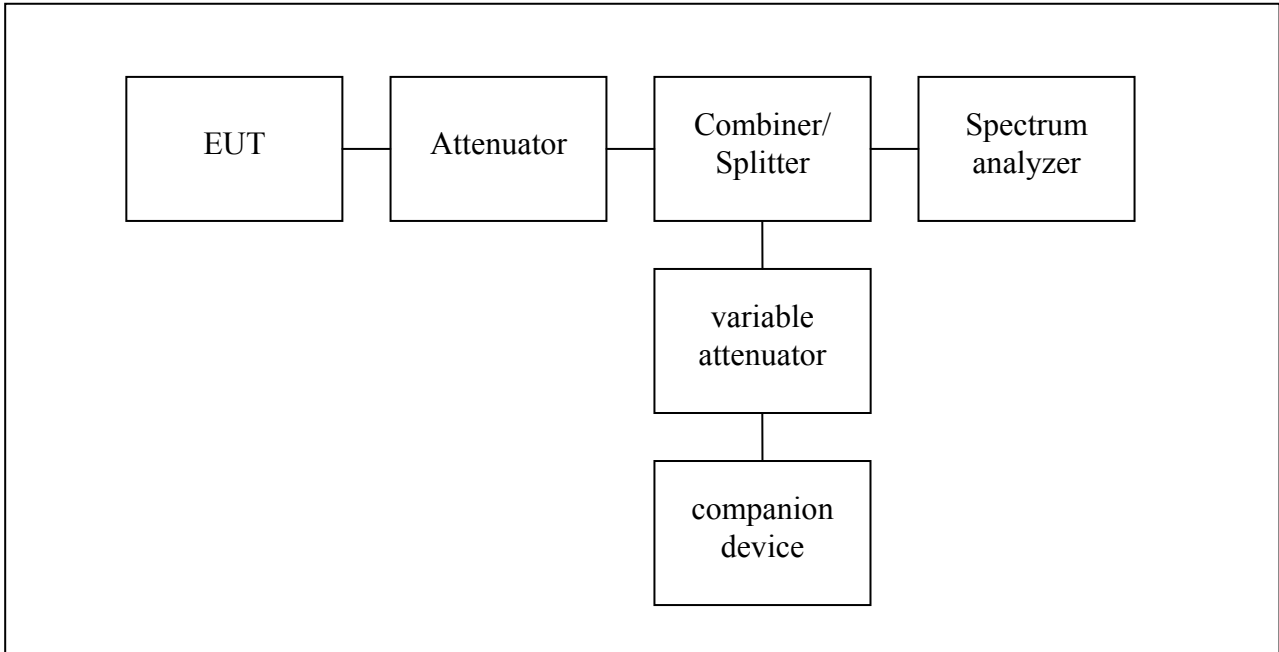 EUT
Attenuator
Combiner/
Splitter
Spectrum
analyzer
variable
attenuator
companion
device